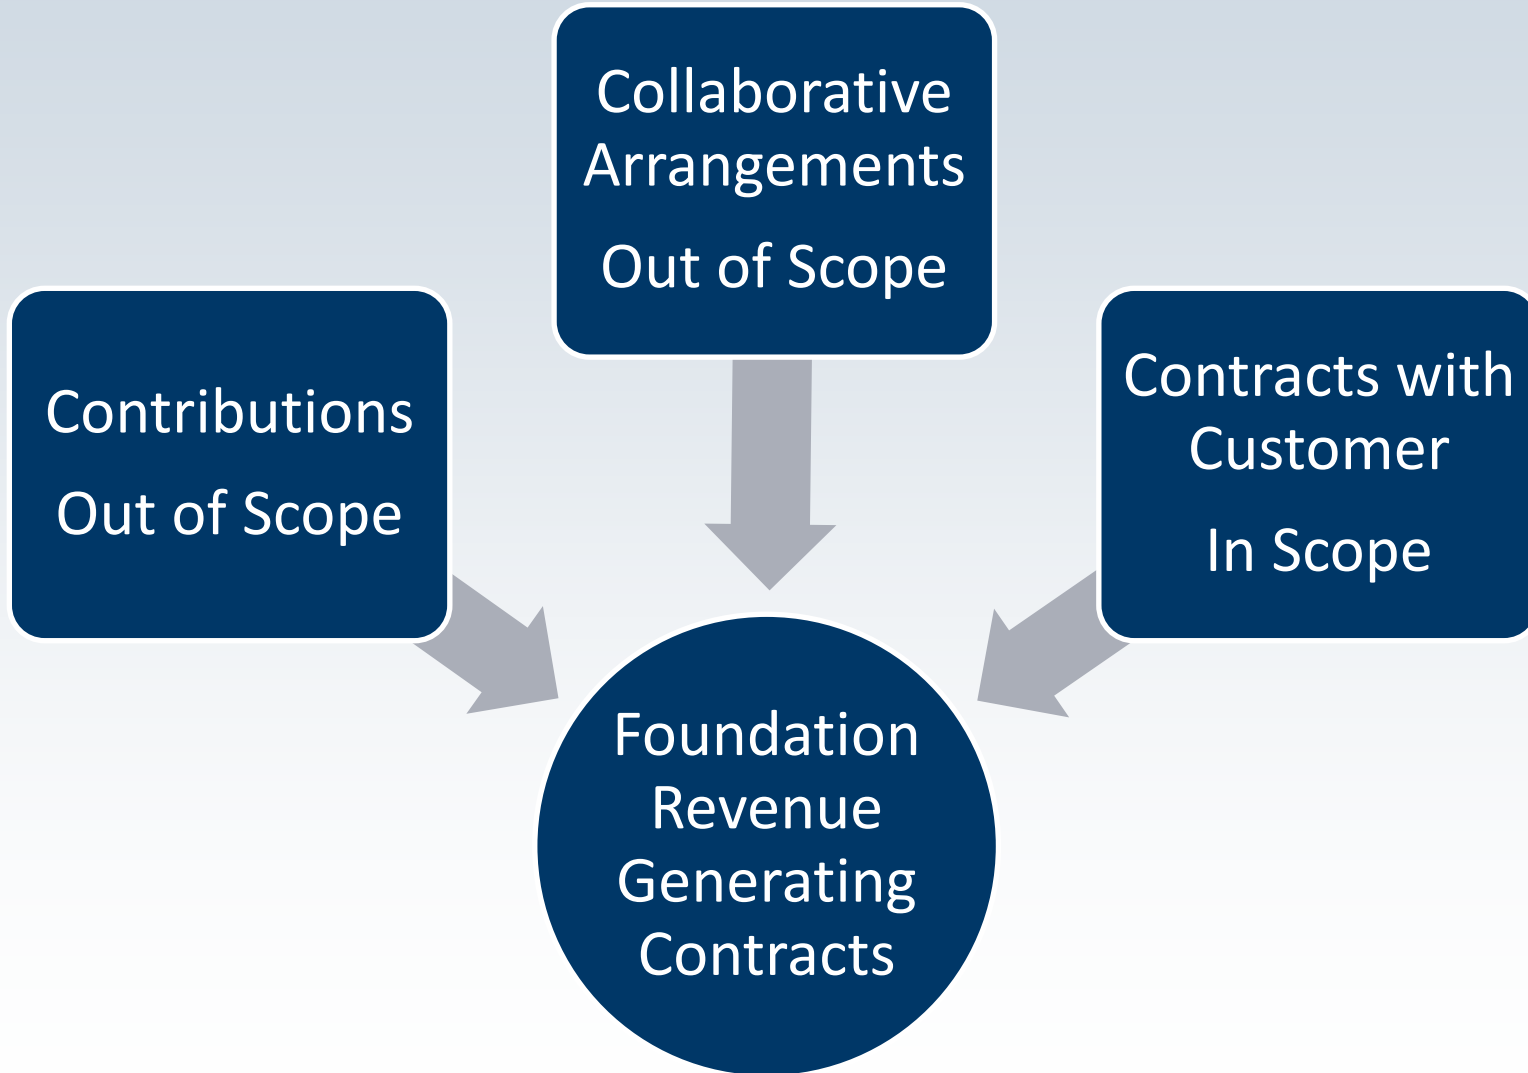 Collaborative
Arrangements
Out of Scope
Contributions
Out of Scope
Contracts with
Customer
In Scope
Foundation
Revenue
Generating
Contracts